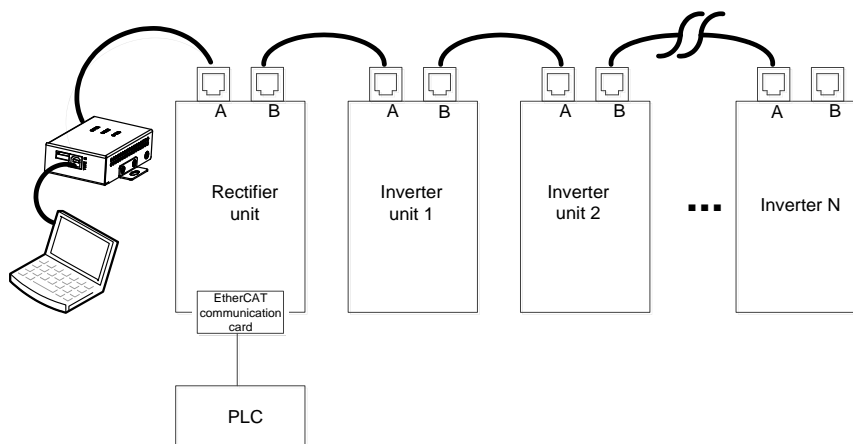 A
B
A
B
A
B
A
B
Rectifier
unit
Inverter
unit 1
Inverter
unit 2
...
Inverter N
EtherCAT
communication
card
PLC